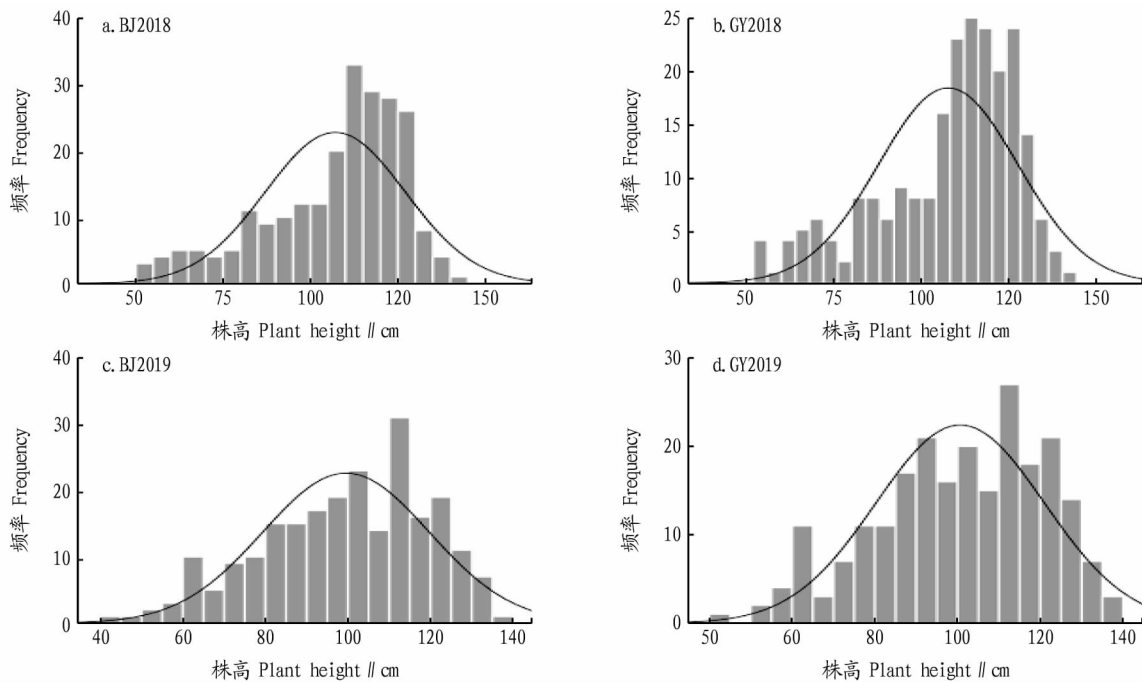 a. BJ2018
40
30
20
10
0
50 75 100 120 150
频率 Frequency
株高 Plant height // cm
b. GY2018
25
20
15
10
5
0
50 75 100 120 150
频率 Frequency
株高 Plant height // cm
c. BJ2019
40
30
20
10
0
40 60 80 100 120 140
频率 Frequency
株高 Plant height // cm
d. GY2019
30
20
10
0
50 60 80 100 120 140
频率 Frequency
株高 Plant height // cm